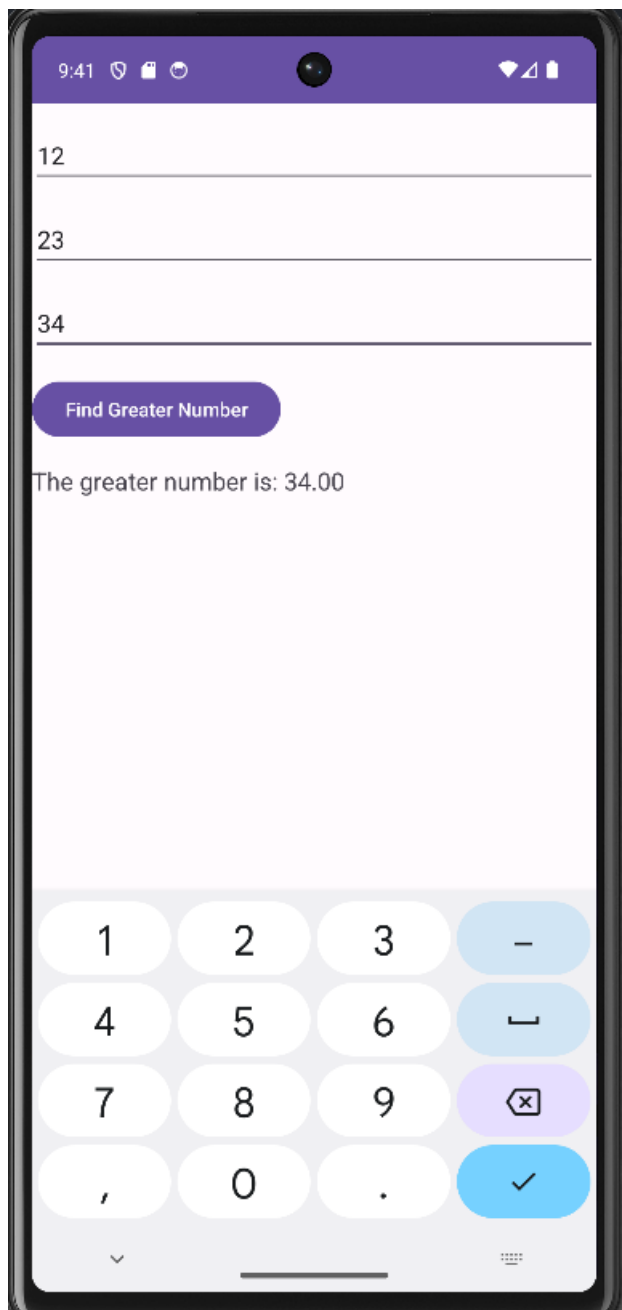 9:41
12
23
34
Find Greater Number
The greater number is: 34.00
1 2 3 –
4 5 6
7 8 9
, 0 .